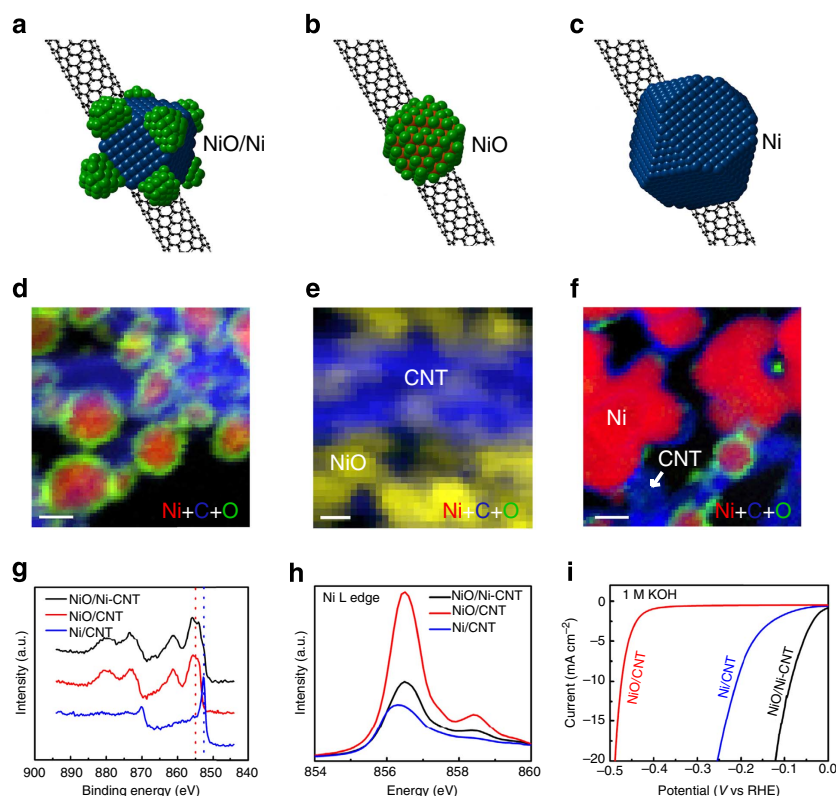 a
b
c
NiO/Ni
NiO
Ni
d
e
f
CNT
NiO
Ni
CNT
Ni+C+O
Ni+C+O
Ni+C+O
g
h
i
NiO/Ni-CNT
NiO/CNT
Ni/CNT
Intensity (a.u.)
900 890 880 870 860 850 840
Binding energy (eV)
Ni L edge
NiO/Ni-CNT
NiO/CNT
Ni/CNT
Intensity (a.u.)
854 856 858 860
Energy (eV)
1 M KOH
0
−5
−10
−15
−20
Current (mA cm−2)
NiO/CNT
Ni/CNT
NiO/Ni-CNT
−0.5 −0.4 −0.3 −0.2 −0.1 0.0
Potential (V vs RHE)